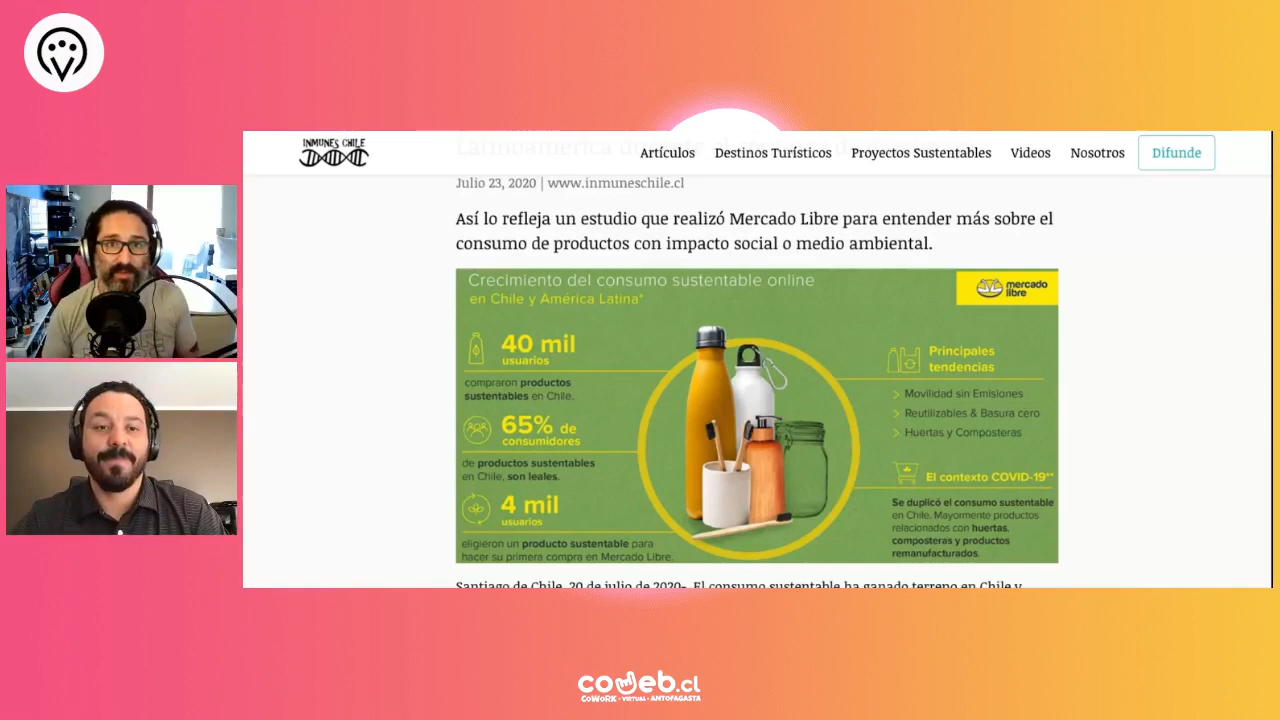 INMUNES CHILE
Artículos
Destinos Turísticos
Proyectos Sustentables
Videos
Nosotros
Difunde
Julio 23, 2020 | www.inmuneschile.cl
Así lo refleja un estudio que realizó Mercado Libre para entender más sobre el
consumo de productos con impacto social o medio ambiental.
Crecimiento del consumo sustentable online
en Chile y América Latina*
mercado
libre
40 mil
usuarios
compraron productos
sustentables en Chile.
65% de
consumidores
de productos sustentables
en Chile, son leales.
4 mil
usuarios
eligieron un producto sustentable para
hacer su primera compra en Mercado Libre.
Principales
tendencias
Movilidad sin Emisiones
Reutilizables & Basura cero
Huertas y Composteras
El contexto COVID-19**
Se duplicó el consumo sustentable
en Chile. Mayormente productos
relacionados con huertas,
composteras y productos
remanufacturados.
Santiago de Chile, 20 de julio de 2020-. El consumo sustentable ha ganado terreno en Chile y
coweb.cl
COWORK • VIRTUAL • ANTOFAGASTA